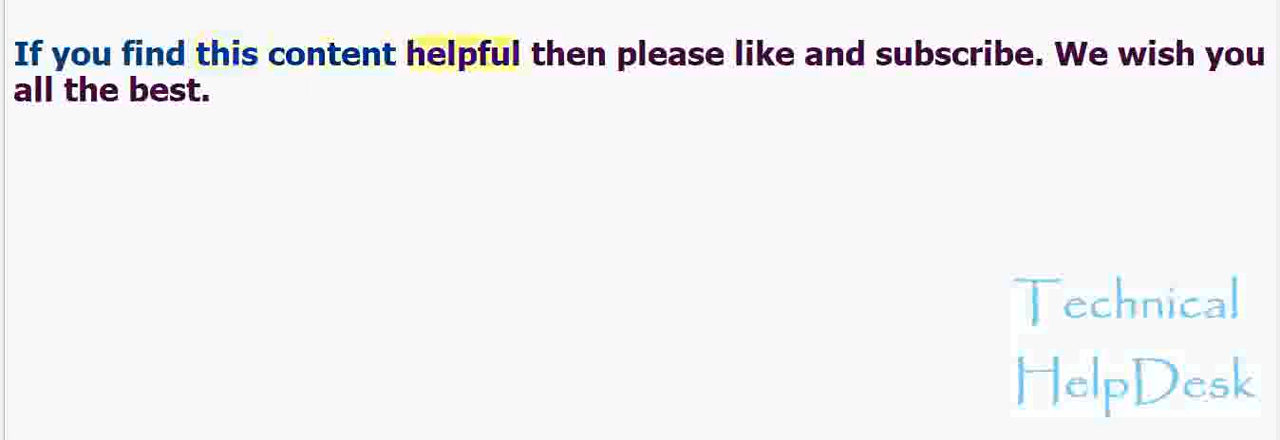 If you find this content helpful then please like and subscribe. We wish you
all the best.
Technical
HelpDesk